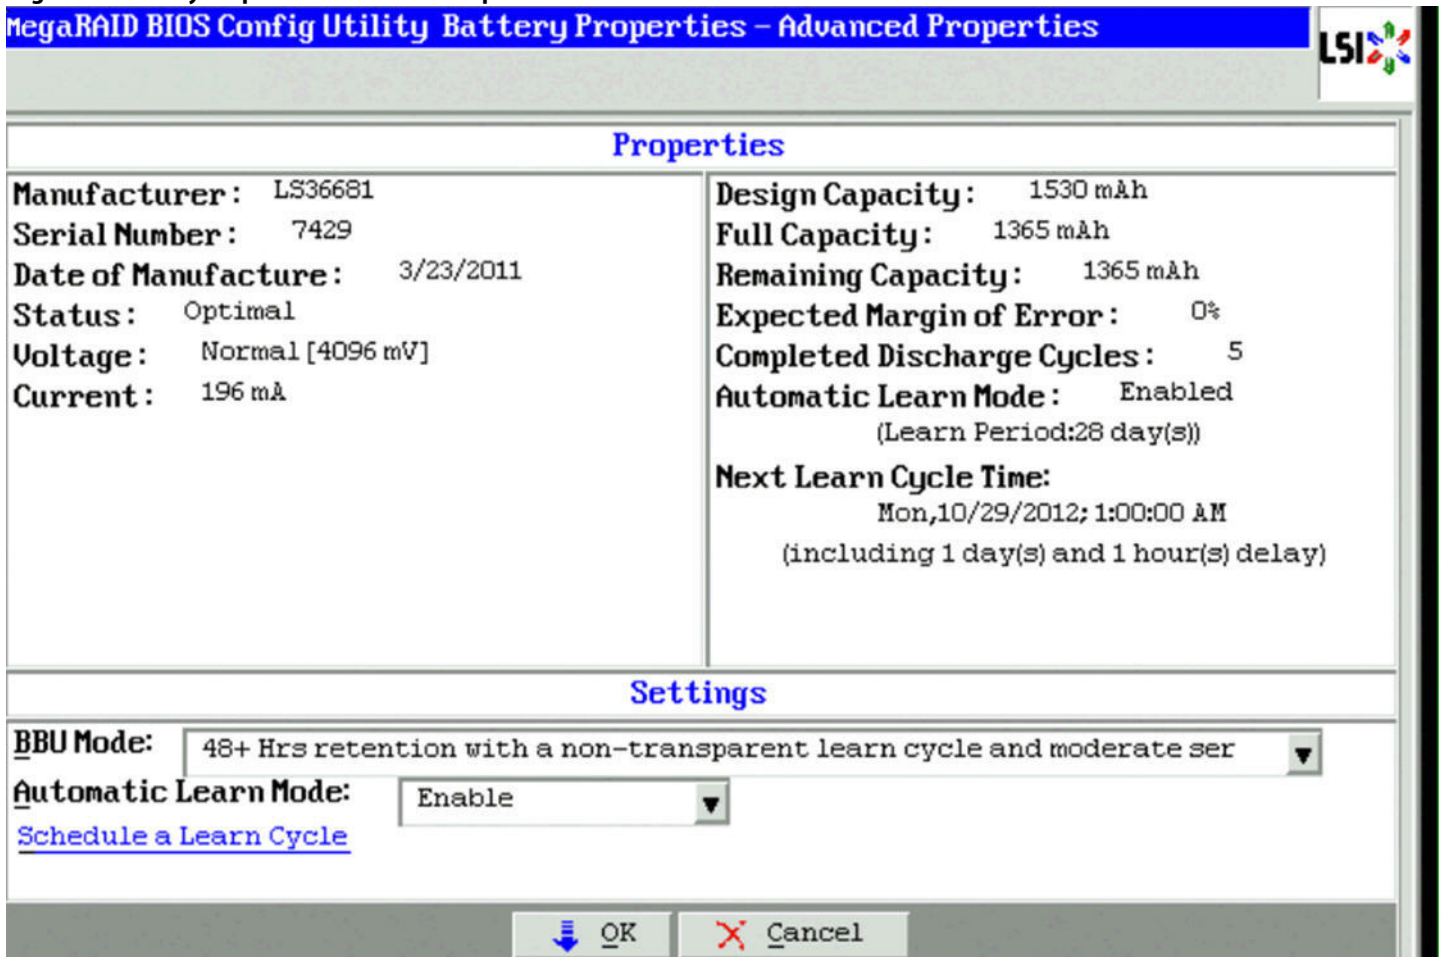 MegaRAID BIOS Config Utility Battery Properties – Advanced Properties
LSI
Properties
Manufacturer: LS36681
Serial Number: 7429
Date of Manufacture: 3/23/2011
Status: Optimal
Voltage: Normal [4096 mV]
Current: 196 mA
Design Capacity: 1530 mAh
Full Capacity: 1365 mAh
Remaining Capacity: 1365 mAh
Expected Margin of Error: 0%
Completed Discharge Cycles: 5
Automatic Learn Mode: Enabled
(Learn Period:28 day(s))
Next Learn Cycle Time:
Mon,10/29/2012; 1:00:00 AM
(including 1 day(s) and 1 hour(s) delay)
Settings
BBU Mode: 48+ Hrs retention with a non-transparent learn cycle and moderate ser
Automatic Learn Mode: Enable
Schedule a Learn Cycle
OK Cancel